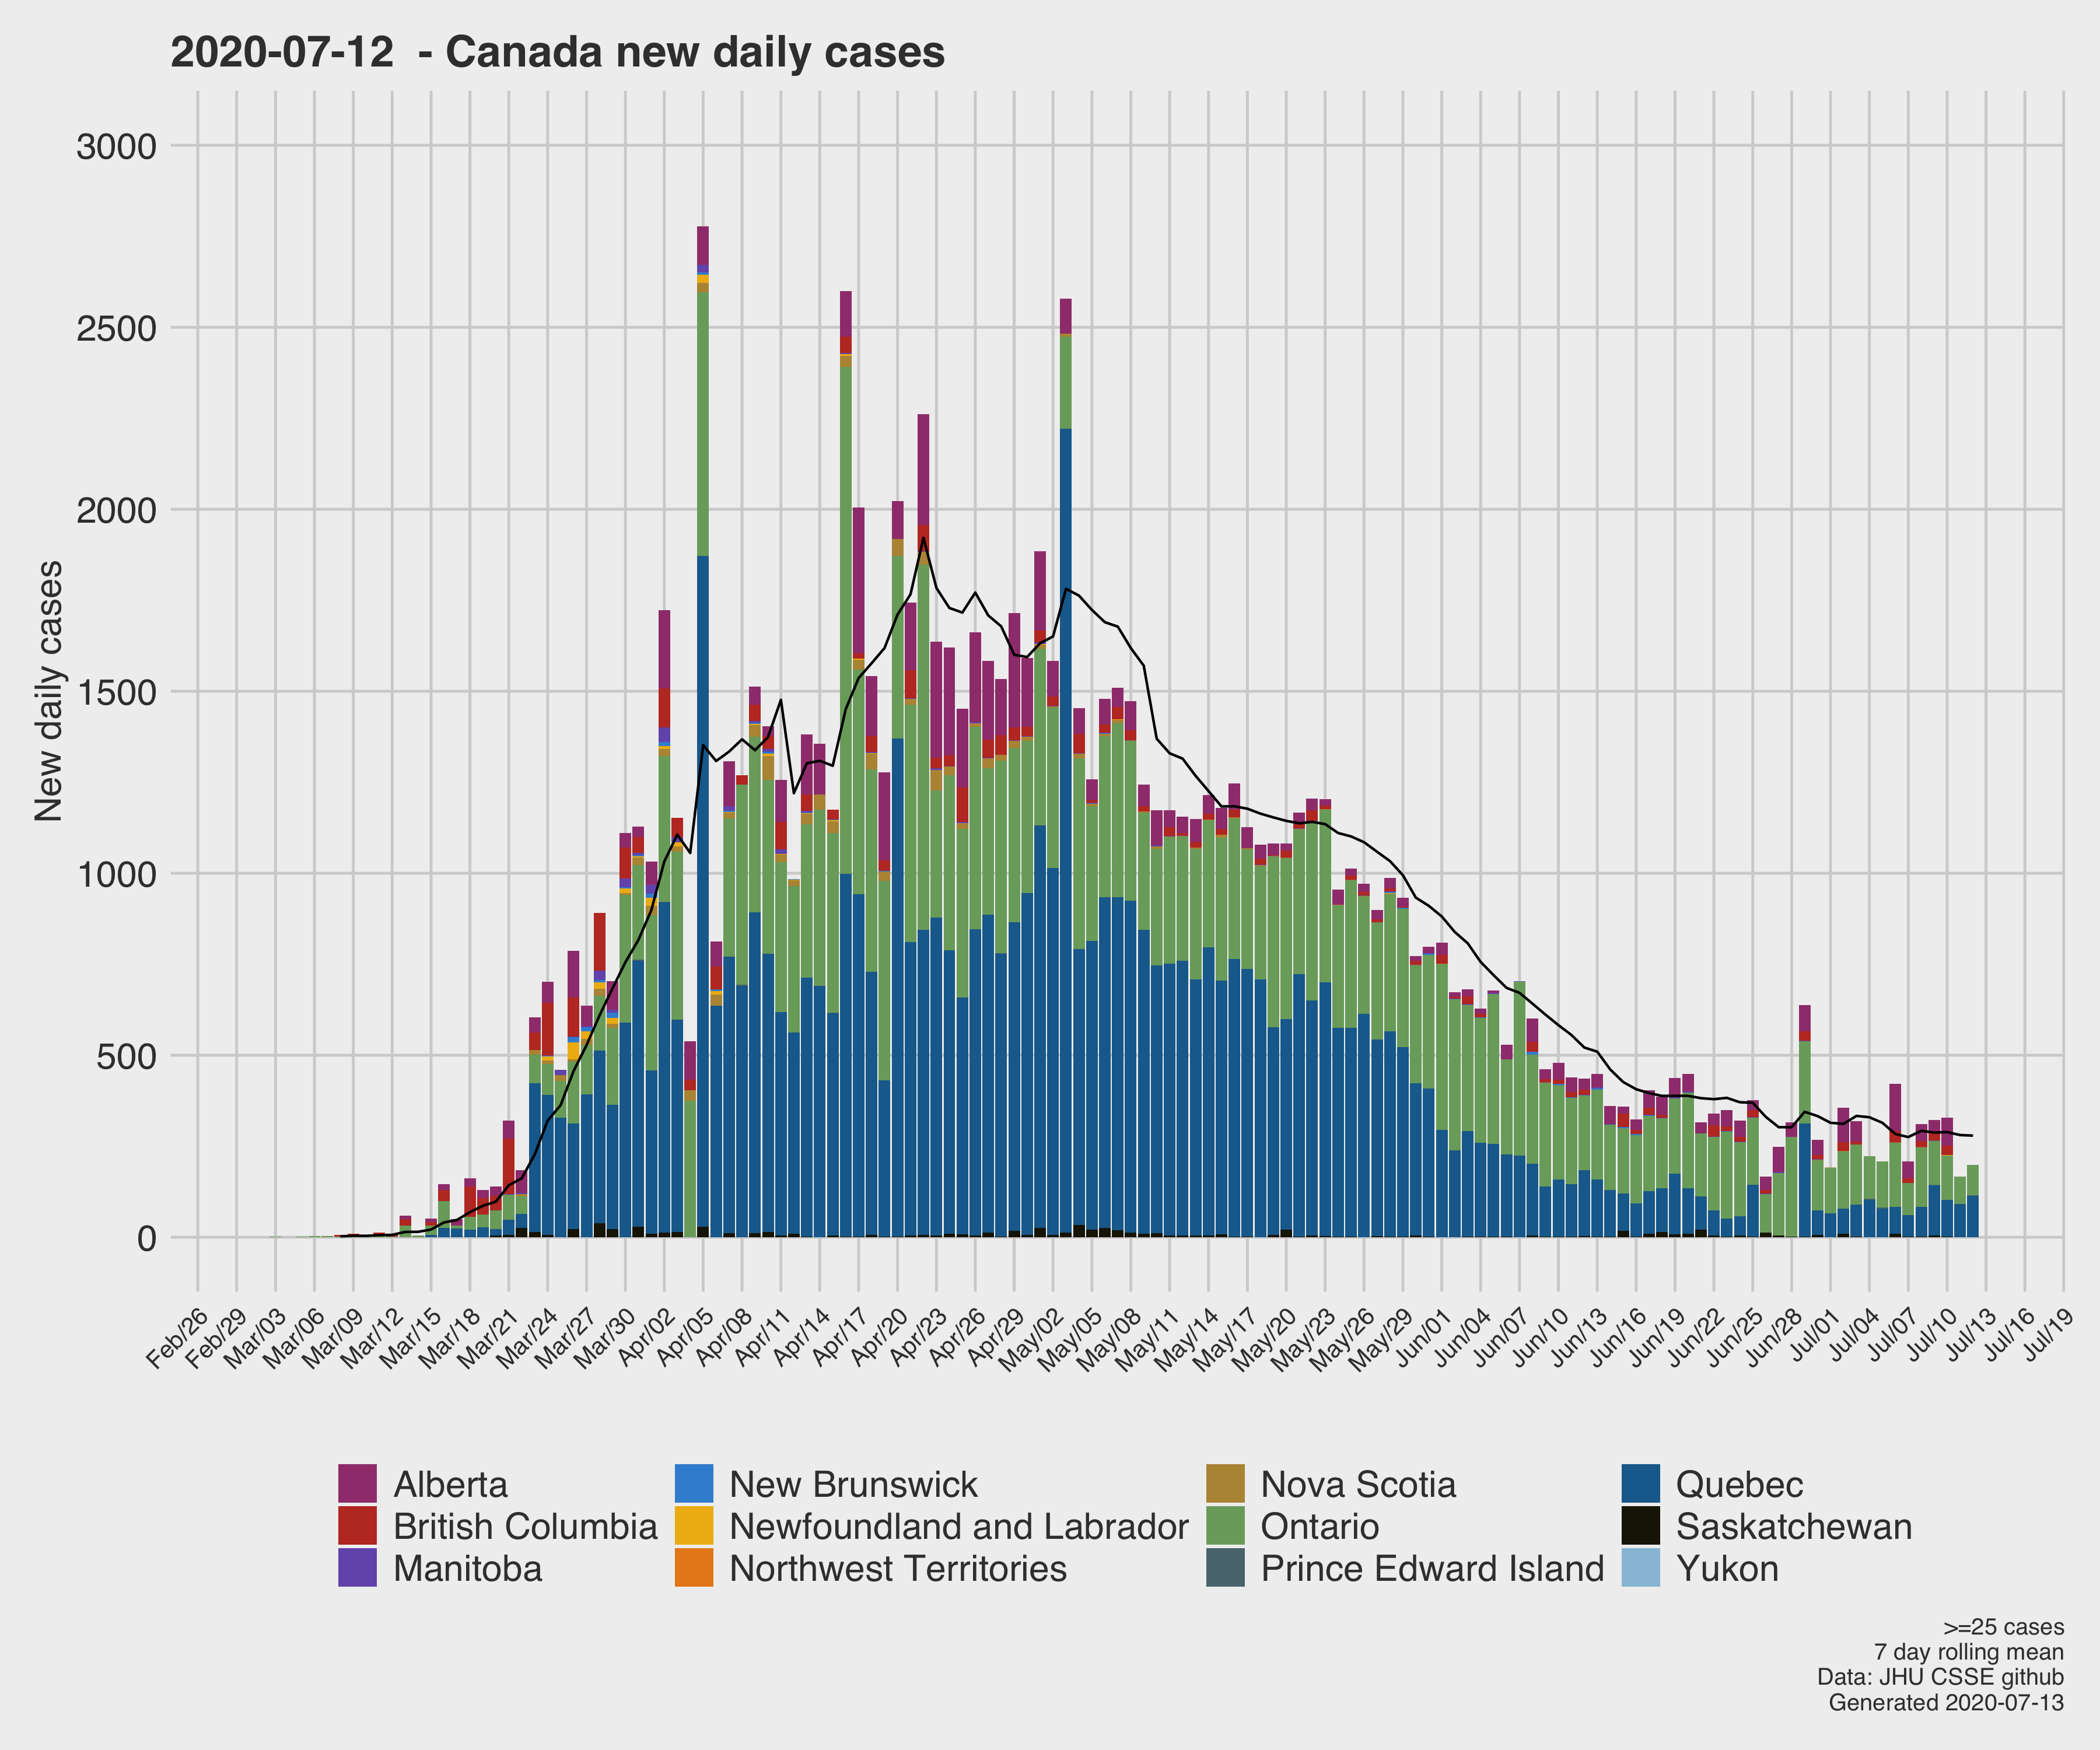 2020-07-12  - Canada new daily cases
New daily cases
3000
2500
2000
1500
1000
500
0
Feb/26
Feb/29
Mar/03
Mar/06
Mar/09
Mar/12
Mar/15
Mar/18
Mar/21
Mar/24
Mar/27
Mar/30
Apr/02
Apr/05
Apr/08
Apr/11
Apr/14
Apr/17
Apr/20
Apr/23
Apr/26
Apr/29
May/02
May/05
May/08
May/11
May/14
May/17
May/20
May/23
May/26
May/29
Jun/01
Jun/04
Jun/07
Jun/10
Jun/13
Jun/16
Jun/19
Jun/22
Jun/25
Jun/28
Jul/01
Jul/04
Jul/07
Jul/10
Jul/13
Jul/16
Jul/19
Alberta
British Columbia
Manitoba
New Brunswick
Newfoundland and Labrador
Northwest Territories
Nova Scotia
Ontario
Prince Edward Island
Quebec
Saskatchewan
Yukon
>=25 cases
7 day rolling mean
Data: JHU CSSE github
Generated 2020-07-13